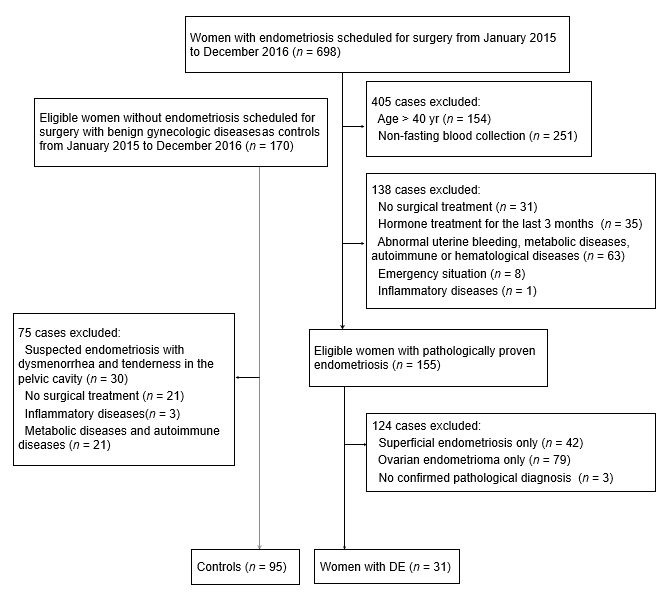 Women with endometriosis scheduled for surgery from January 2015
to December 2016 (n = 698)
405 cases excluded:
Age > 40 yr (n = 154)
Non-fasting blood collection (n = 251)
Eligible women without endometriosis scheduled for
surgery with benign gynecologic diseasesas controls
from January 2015 to December 2016 (n = 170)
138 cases excluded:
No surgical treatment (n = 31)
Hormone treatment for the last 3 months (n = 35)
Abnormal uterine bleeding, metabolic diseases,
autoimmune or hematological diseases (n = 63)
Emergency situation (n = 8)
Inflammatory diseases (n = 1)
75 cases excluded:
Suspected endometriosis with
dysmenorrhea and tenderness in the
pelvic cavity (n = 30)
No surgical treatment (n = 21)
Inflammatory diseases(n = 3)
Metabolic diseases and autoimmune
diseases (n = 21)
Eligible women with pathologically proven
endometriosis (n = 155)
124 cases excluded:
Superficial endometriosis only (n = 42)
Ovarian endometrioma only (n = 79)
No confirmed pathological diagnosis (n = 3)
Controls (n = 95)
Women with DE (n = 31)